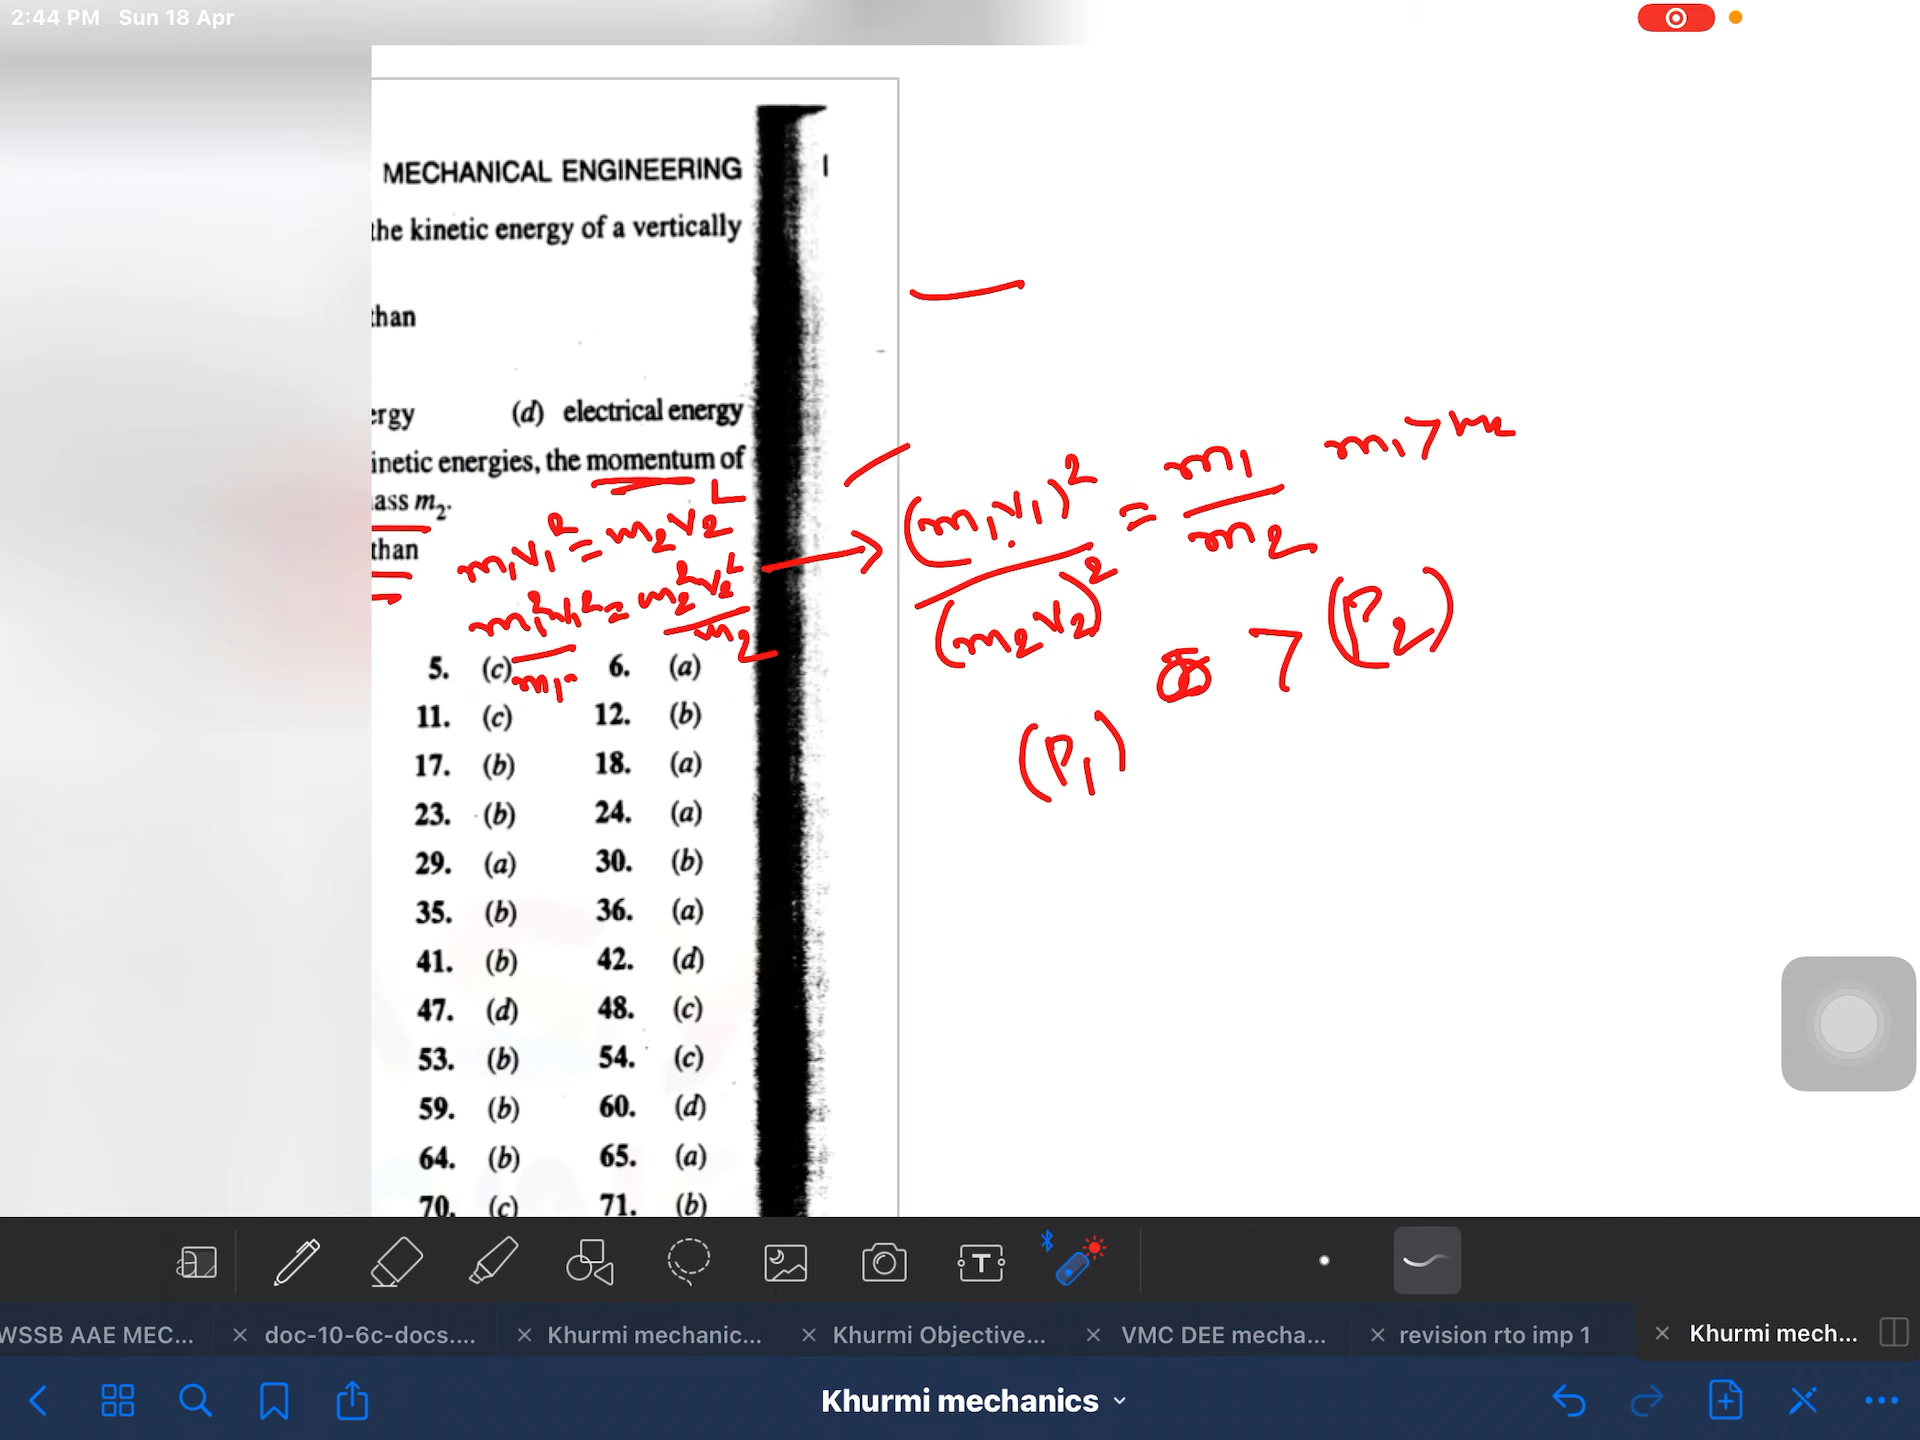 2:44 PM Sun 18 Apr
MECHANICAL ENGINEERING
the kinetic energy of a vertically
than
ergy (d) electrical energy
inetic energies, the momentum of
ass m₂.
than
m₁v₁² = m₂v₂²
m₁²v₁² = m₂²v₂²
m₁ m₂
(m₁v₁)² = m₁ m₁ > m₂
(m₂v₂)² m₂
(P₁) > (P₂)
5. (c) 6. (a)
11. (c) 12. (b)
17. (b) 18. (a)
23. (b) 24. (a)
29. (a) 30. (b)
35. (b) 36. (a)
41. (b) 42. (d)
47. (d) 48. (c)
53. (b) 54. (c)
59. (b) 60. (d)
64. (b) 65. (a)
70. (c) 71. (b)
T
WSSB AAE MEC...
doc-10-6c-docs....
Khurmi mechanic...
Khurmi Objective...
VMC DEE mecha...
revision rto imp 1
Khurmi mech...
Khurmi mechanics